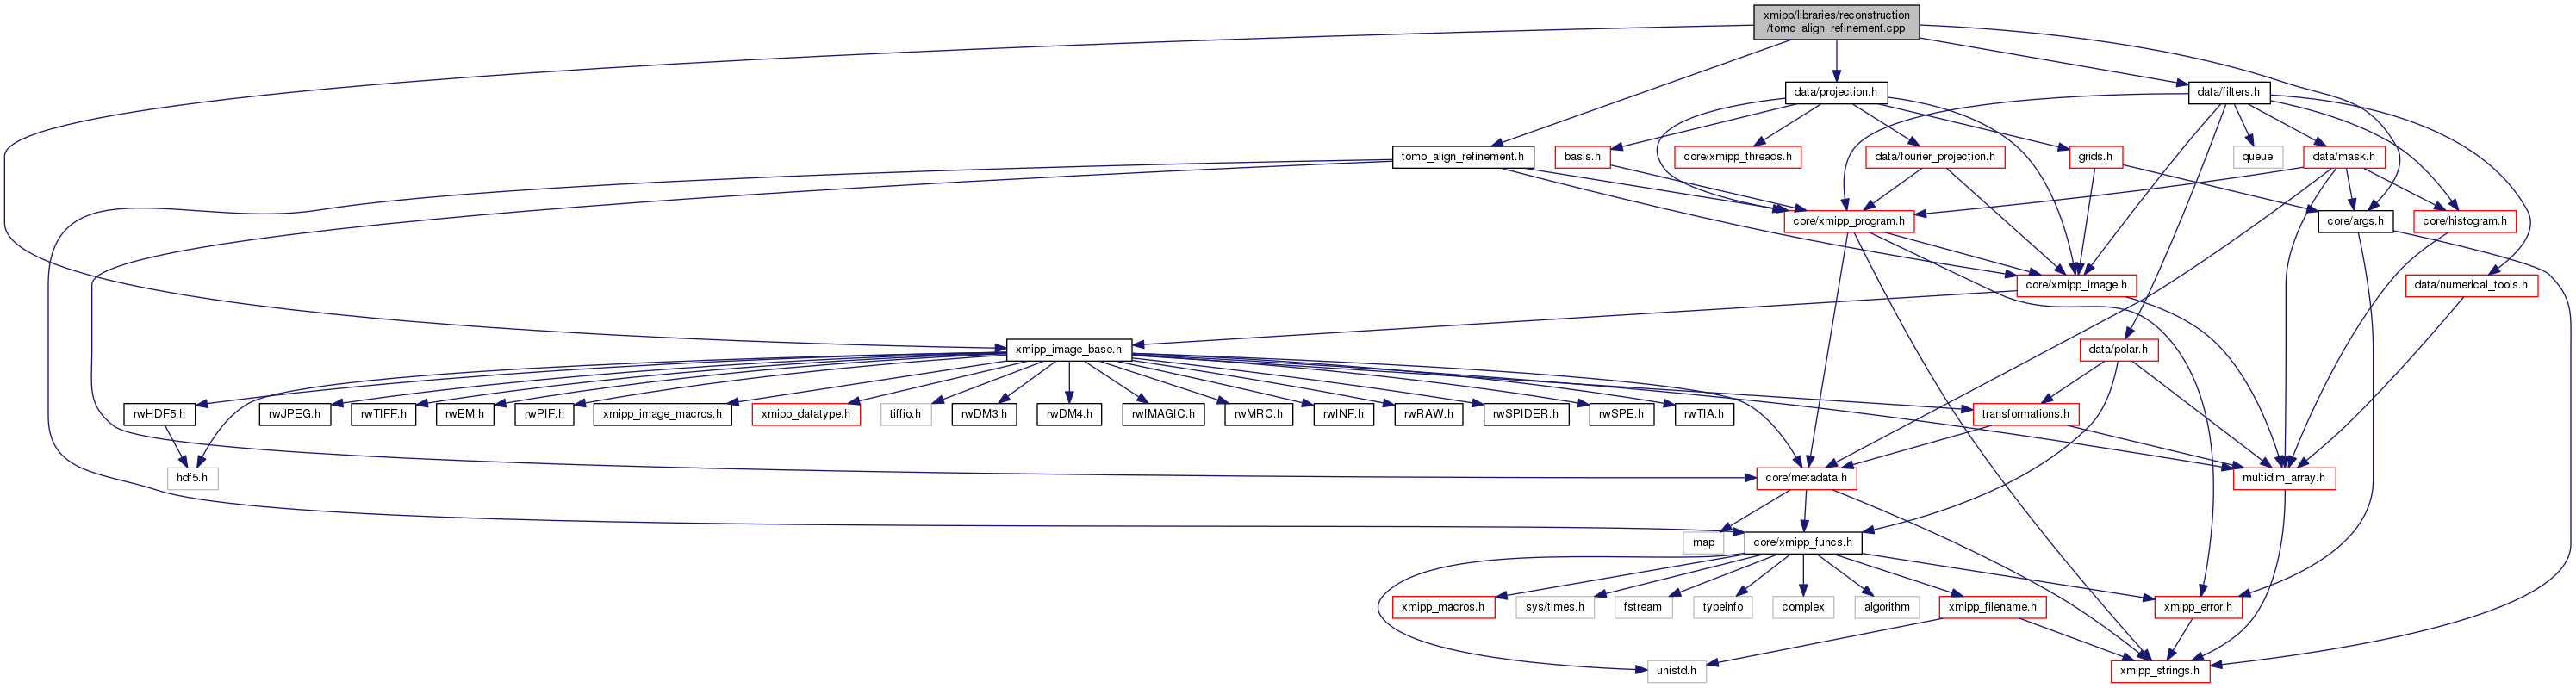 xmipp/libraries/reconstruction
/tomo_align_refinement.cpp
data/projection.h
data/filters.h
tomo_align_refinement.h
basis.h
core/xmipp_threads.h
data/fourier_projection.h
grids.h
queue
data/mask.h
core/xmipp_program.h
core/args.h
core/histogram.h
core/xmipp_image.h
data/numerical_tools.h
xmipp_image_base.h
data/polar.h
rwHDF5.h
rwJPEG.h
rwTIFF.h
rwEM.h
rwPIF.h
xmipp_image_macros.h
xmipp_datatype.h
tiffio.h
rwDM3.h
rwDM4.h
rwIMAGIC.h
rwMRC.h
rwINF.h
rwRAW.h
rwSPIDER.h
rwSPE.h
rwTIA.h
transformations.h
hdf5.h
core/metadata.h
multidim_array.h
map
core/xmipp_funcs.h
xmipp_macros.h
sys/times.h
fstream
typeinfo
complex
algorithm
xmipp_filename.h
xmipp_error.h
unistd.h
xmipp_strings.h